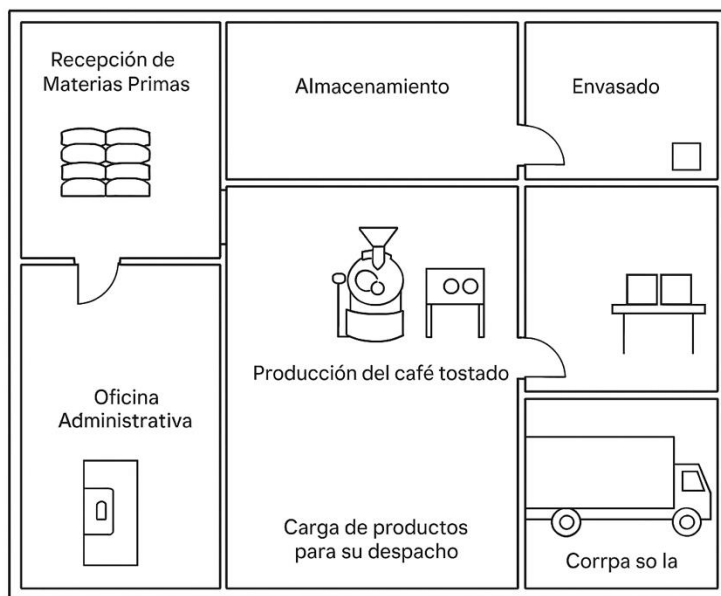 Recepción de
Materias Primas
Almacenamiento
Envasado
Producción del café tostado
Oficina
Administrativa
Carga de productos
para su despacho
Corrpa so la